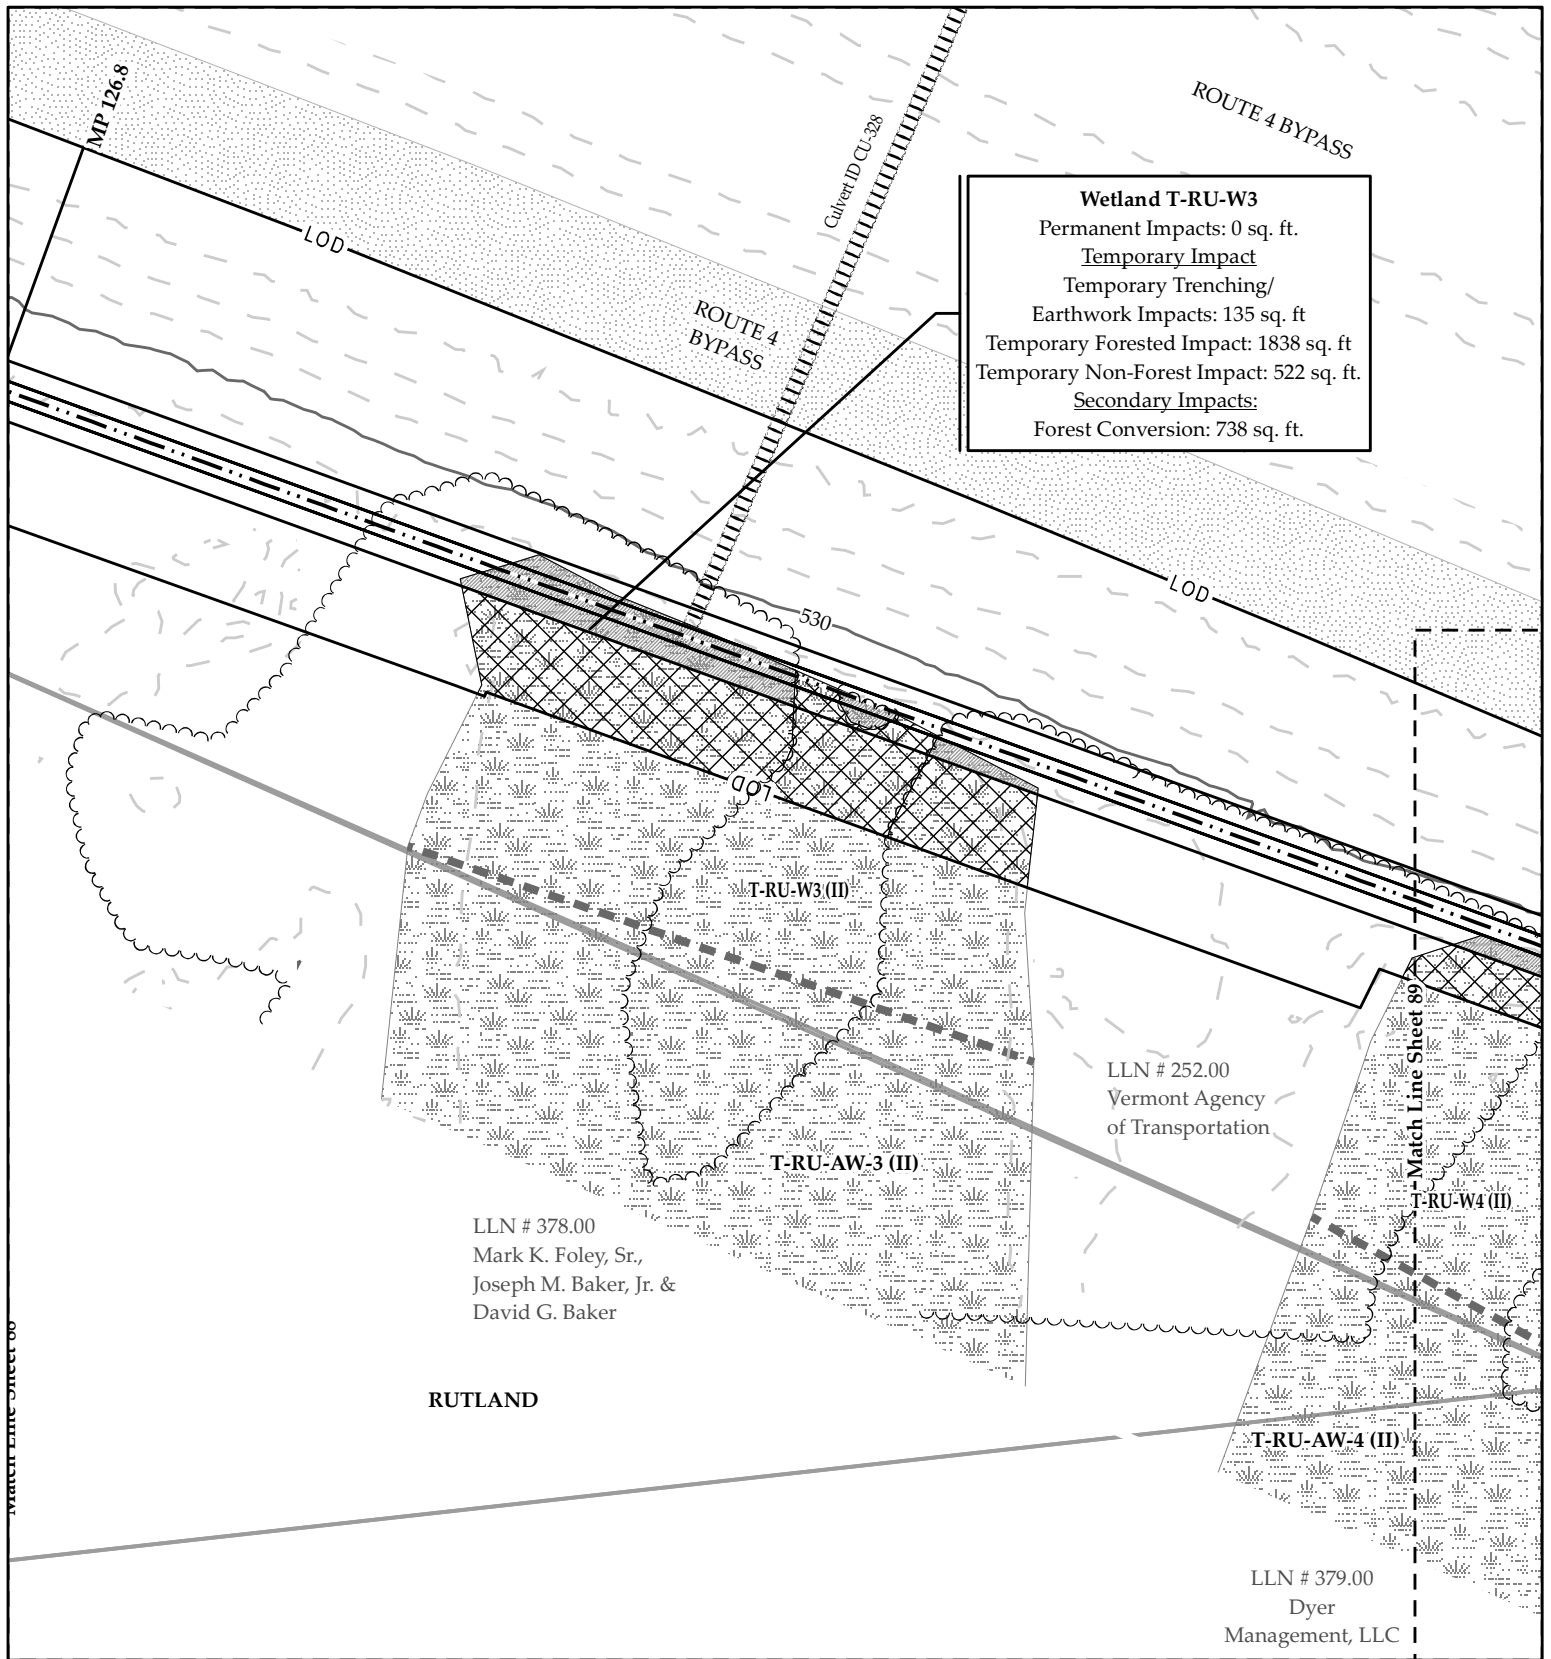 MP 126.8
LOD
Culvert ID CU-328
ROUTE 4 BYPASS
ROUTE 4
BYPASS
Wetland T-RU-W3
Permanent Impacts: 0 sq. ft.
Temporary Impact
Temporary Trenching/
Earthwork Impacts: 135 sq. ft
Temporary Forested Impact: 1838 sq. ft
Temporary Non-Forest Impact: 522 sq. ft.
Secondary Impacts:
Forest Conversion: 738 sq. ft.
LOD
530
LOD
T-RU-W3 (II)
LLN # 252.00
Vermont Agency
of Transportation
T-RU-AW-3 (II)
Match Line Sheet 89
T-RU-W4 (II)
LLN # 378.00
Mark K. Foley, Sr.,
Joseph M. Baker, Jr. &
David G. Baker
Match Line Sheet 88
RUTLAND
T-RU-AW-4 (II)
LLN # 379.00
Dyer
Management, LLC